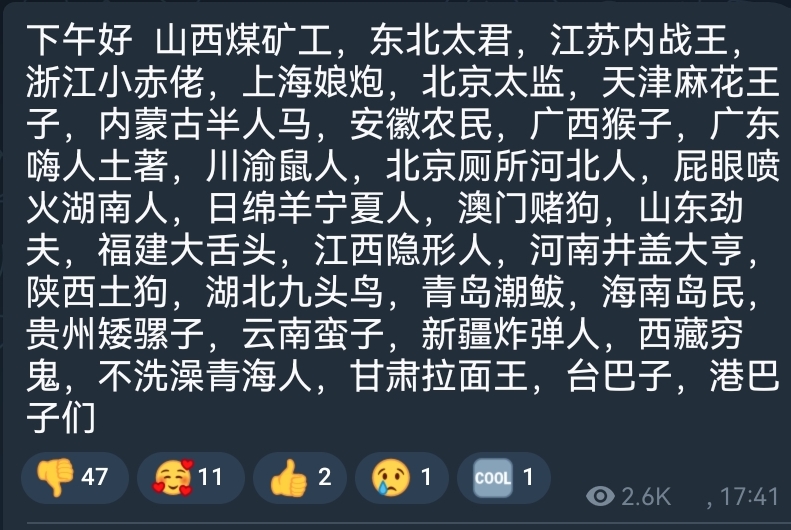 下午好  山西煤矿工，东北太君，江苏内战王，
浙江小赤佬，上海娘炮，北京太监，天津麻花王
子，内蒙古半人马，安徽农民，广西猴子，广东
嗨人土著，川渝鼠人，北京厕所河北人，屁眼喷
火湖南人，日绵羊宁夏人，澳门赌狗，山东劲
夫，福建大舌头，江西隐形人，河南井盖大亨，
陕西土狗，湖北九头鸟，青岛潮鲅，海南岛民，
贵州矮骡子，云南蛮子，新疆炸弹人，西藏穷
鬼，不洗澡青海人，甘肃拉面王，台巴子，港巴
子们
47 11 2 1 COOL 1
2.6K , 17:41